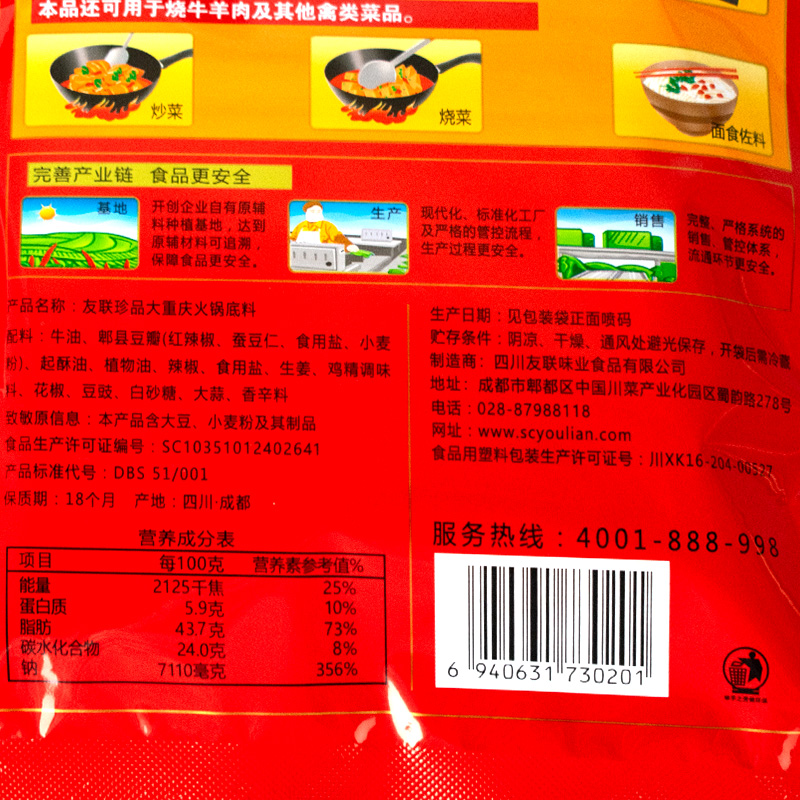 本品还可用于烧牛羊肉及其他禽类菜品。
炒菜
烧菜
面食佐料
完善产业链 食品更安全
基地
开创企业自有原辅
料种植基地，达到
原辅材料可追溯，
保障食品更安全。
生产
现代化、标准化工厂
及严格的管控流程，
生产过程更安全。
销售
完整、严格系统的
销售、管控体系，
流通环节更安全。
产品名称：友联珍品大重庆火锅底料
配料：牛油、郫县豆瓣(红辣椒、蚕豆仁、食用盐、小麦
粉)、起酥油、植物油、辣椒、食用盐、生姜、鸡精调味
料、花椒、豆豉、白砂糖、大蒜、香辛料
致敏原信息：本产品含大豆、小麦粉及其制品
食品生产许可证编号：SC10351012402641
产品标准代号：DBS 51/001
保质期：18个月 产地：四川·成都
生产日期：见包装袋正面喷码
贮存条件：阴凉、干燥、通风处避光保存，开袋后需冷藏
制造商：四川友联味业食品有限公司
地址：成都市郫都区中国川菜产业化园区蜀韵路278号
电话：028-87988118
网址：www.scyoulian.com
食品用塑料包装生产许可证号：川XK16-204-00527
营养成分表
项目 每100克 营养素参考值%
能量 2125千焦 25%
蛋白质 5.9克 10%
脂肪 43.7克 73%
碳水化合物 24.0克 8%
钠 7110毫克 356%
服务热线：4001-888-998
6 940631 730201